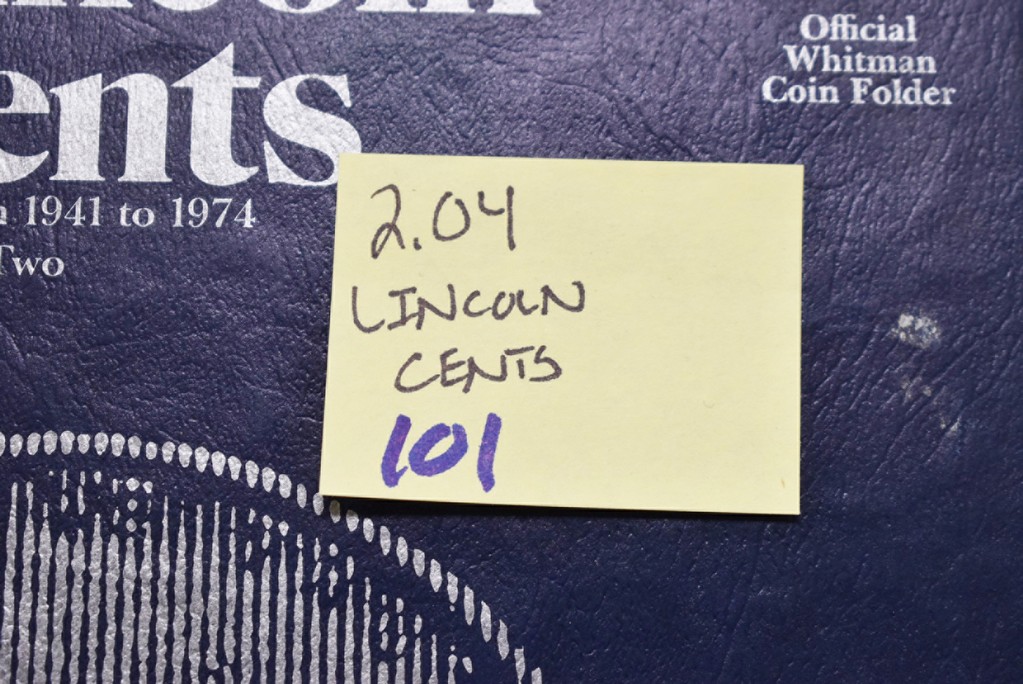 ents
1941 to 1974
Two
Official
Whitman
Coin Folder
2.04
LINCOLN
CENTS
101